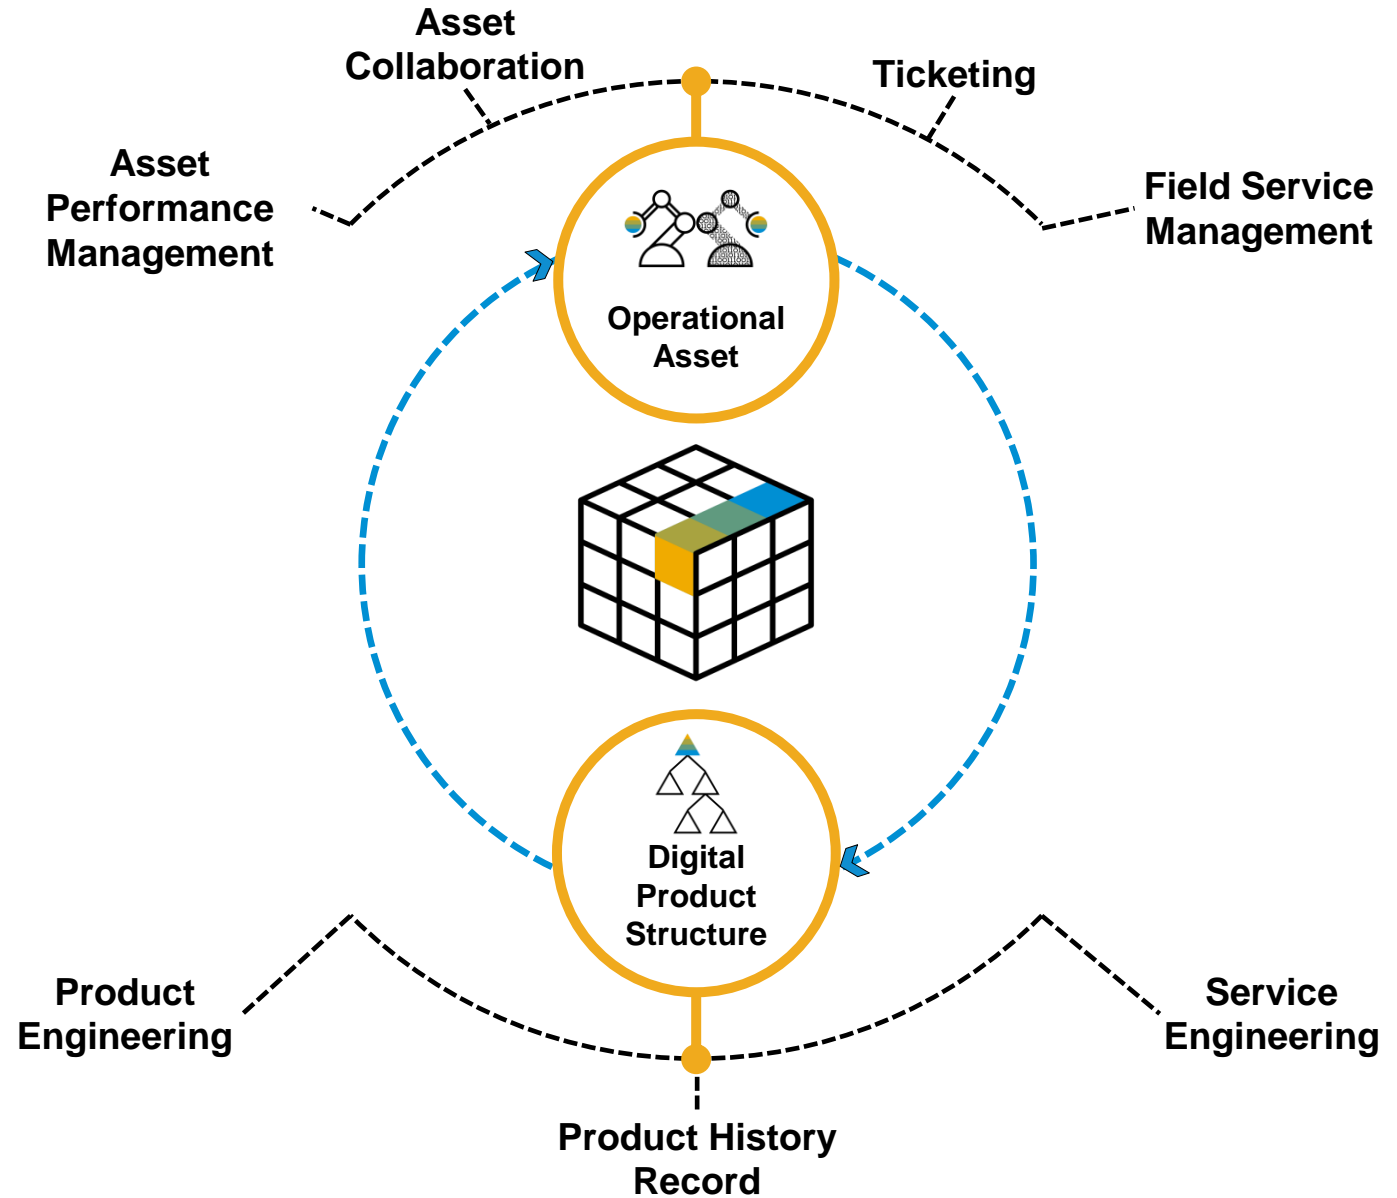 Asset
Collaboration
Ticketing
Asset
Performance
Management
Field Service
Management
Operational
Asset
Digital
Product
Structure
Product
Engineering
Service
Engineering
Product History
Record